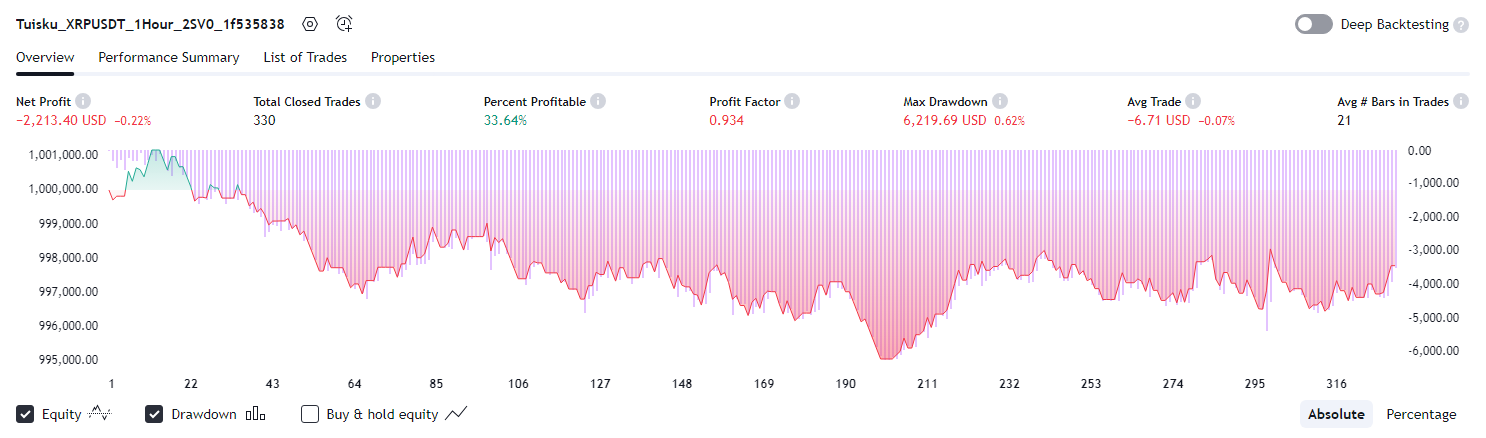 Tuisku_XRPUSDT_1Hour_2SV0_1f535838 Deep Backtesting ?
Overview Performance Summary List of Trades Properties
Net Profit Total Closed Trades Percent Profitable Profit Factor Max Drawdown Avg Trade Avg # Bars in Trades
−2,213.40 USD −0.22% 330 33.64% 0.934 6,219.69 USD 0.62% −6.71 USD −0.07% 21
1,001,000.00 0.00
1,000,000.00 -1,000.00
999,000.00 -2,000.00
998,000.00 -3,000.00
997,000.00 -4,000.00
996,000.00 -5,000.00
995,000.00 -6,000.00
1 22 43 64 85 106 127 148 169 190 211 232 253 274 295 316
Equity Drawdown Buy & hold equity Absolute Percentage